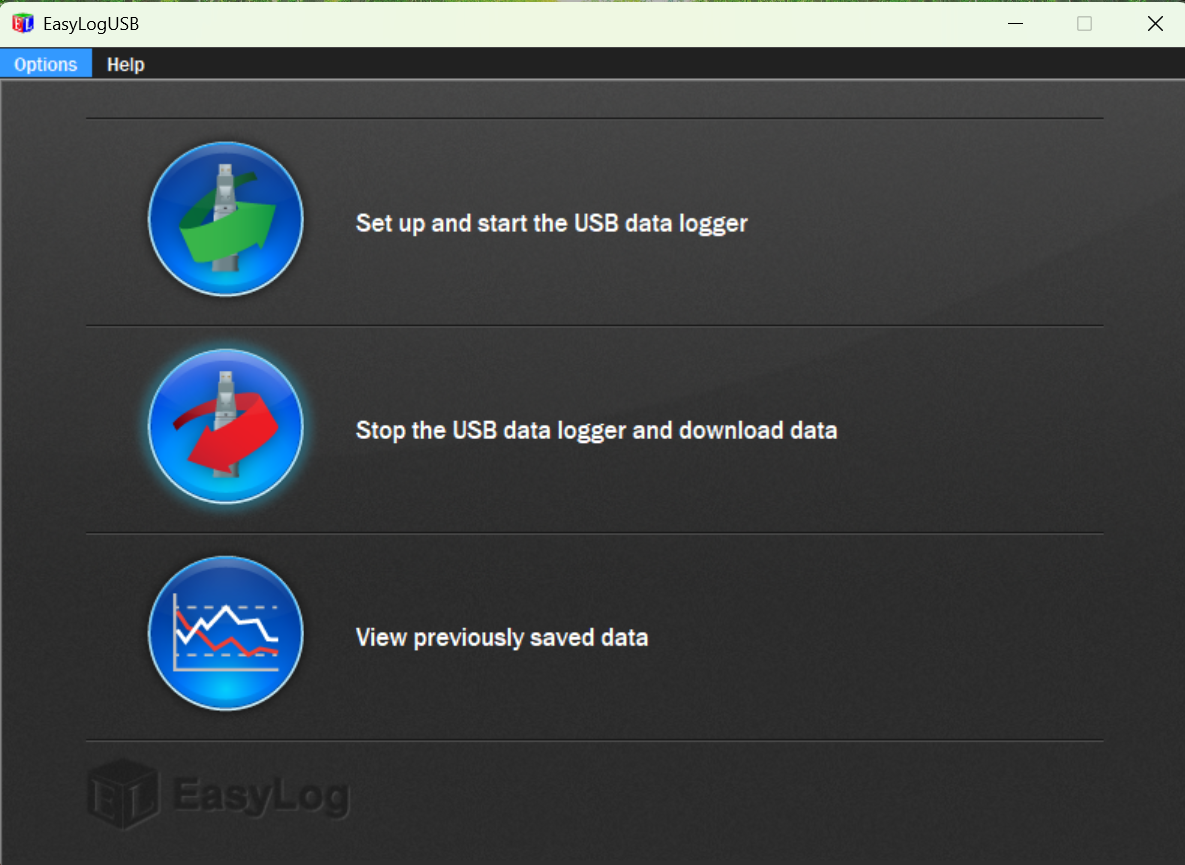 EasyLogUSB
Options Help
Set up and start the USB data logger
Stop the USB data logger and download data
View previously saved data
EL EasyLog